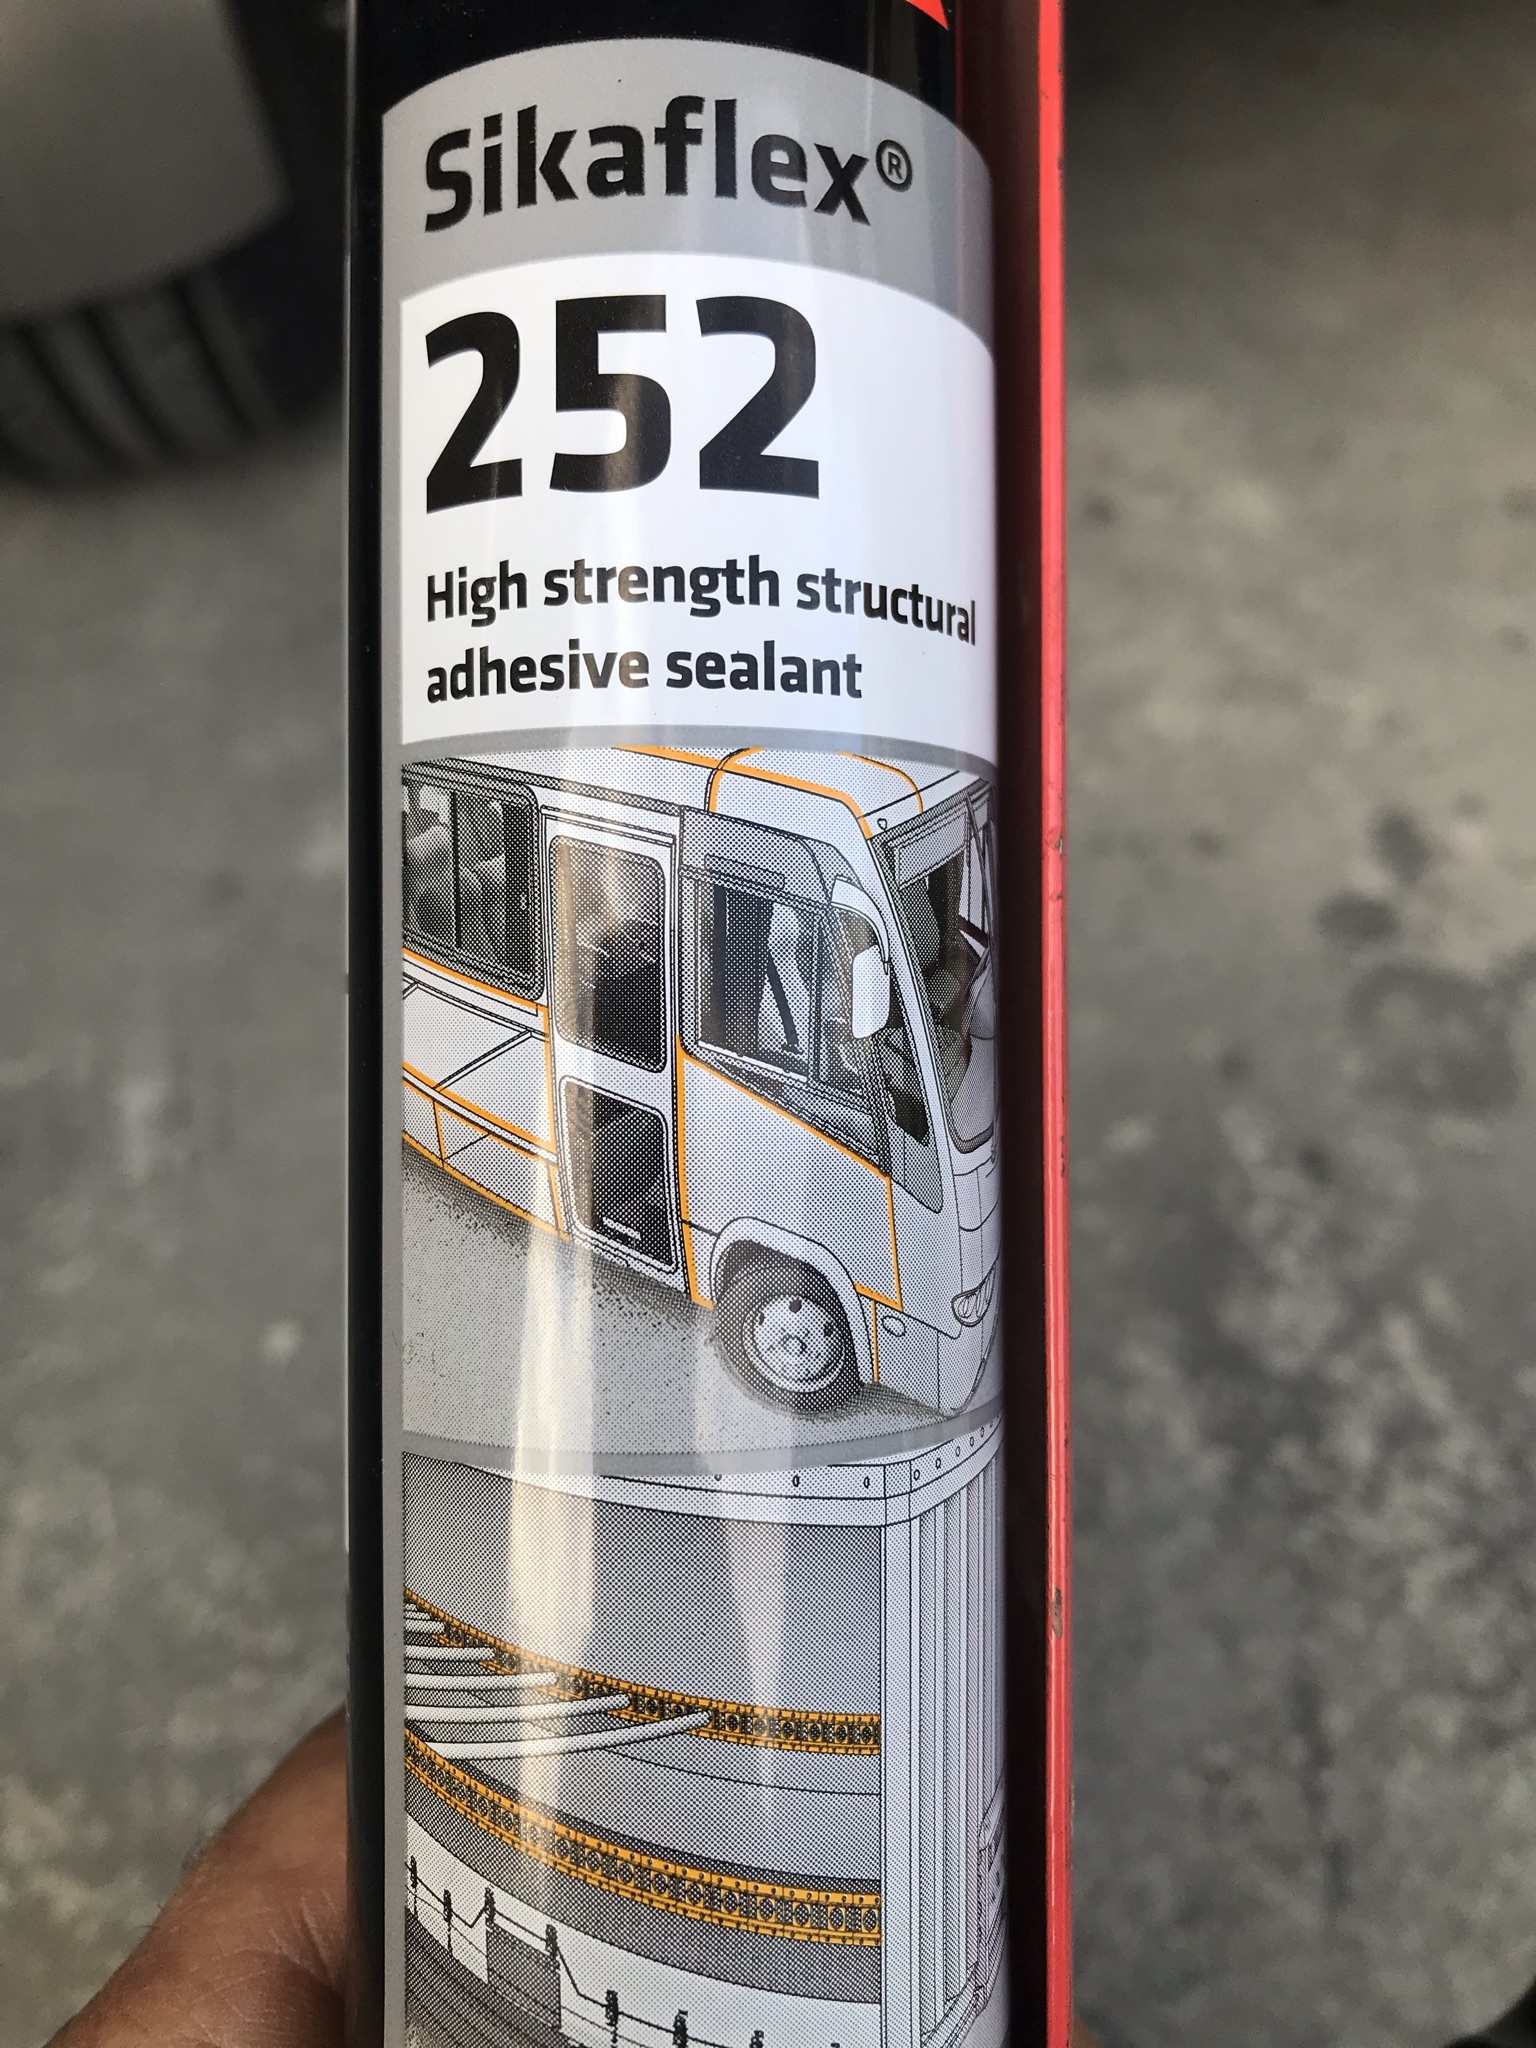 Sikaflex®
252
High strength structural
adhesive sealant